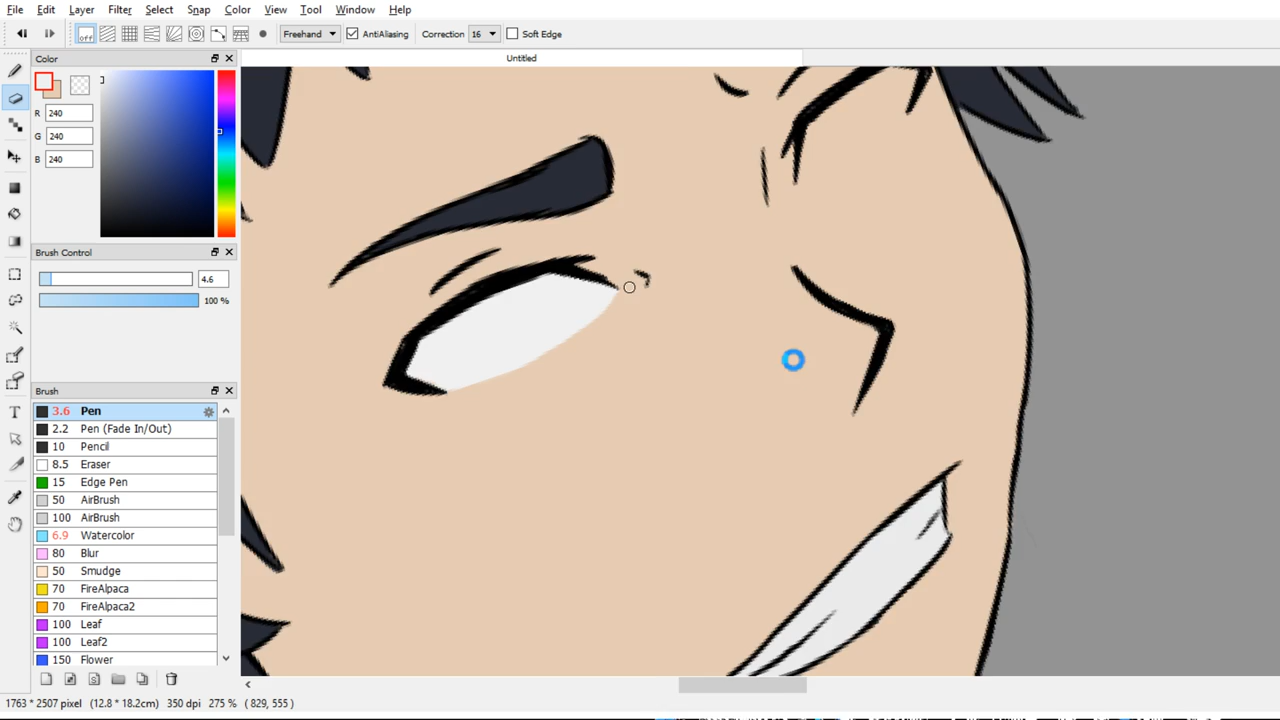 File Edit Layer Filter Select Snap Color View Tool Window Help
off Freehand AntiAliasing Correction 16 Soft Edge
Color
Untitled
R 240
G 240
B 240
Brush Control
4.6
100 %
Brush
3.6 Pen
2.2 Pen (Fade In/Out)
10 Pencil
8.5 Eraser
15 Edge Pen
50 AirBrush
100 AirBrush
6.9 Watercolor
80 Blur
50 Smudge
70 FireAlpaca
70 FireAlpaca2
100 Leaf
100 Leaf2
150 Flower
1763 * 2507 pixel (12.8 * 18.2cm) 350 dpi 275 % ( 829, 555 )